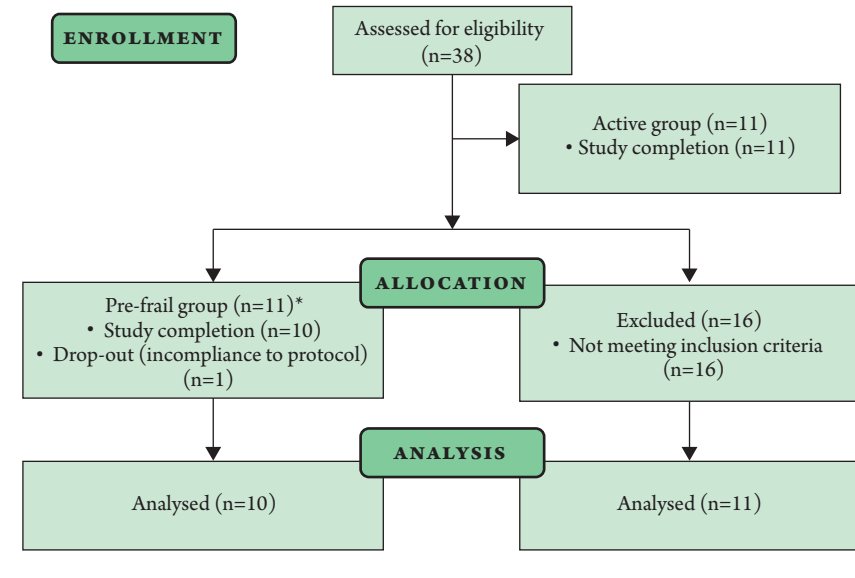 ENROLLMENT
Assessed for eligibility
(n=38)
Active group (n=11)
• Study completion (n=11)
ALLOCATION
Pre-frail group (n=11)*
• Study completion (n=10)
• Drop-out (incompliance to protocol)
(n=1)
Excluded (n=16)
• Not meeting inclusion criteria
(n=16)
ANALYSIS
Analysed (n=10)
Analysed (n=11)